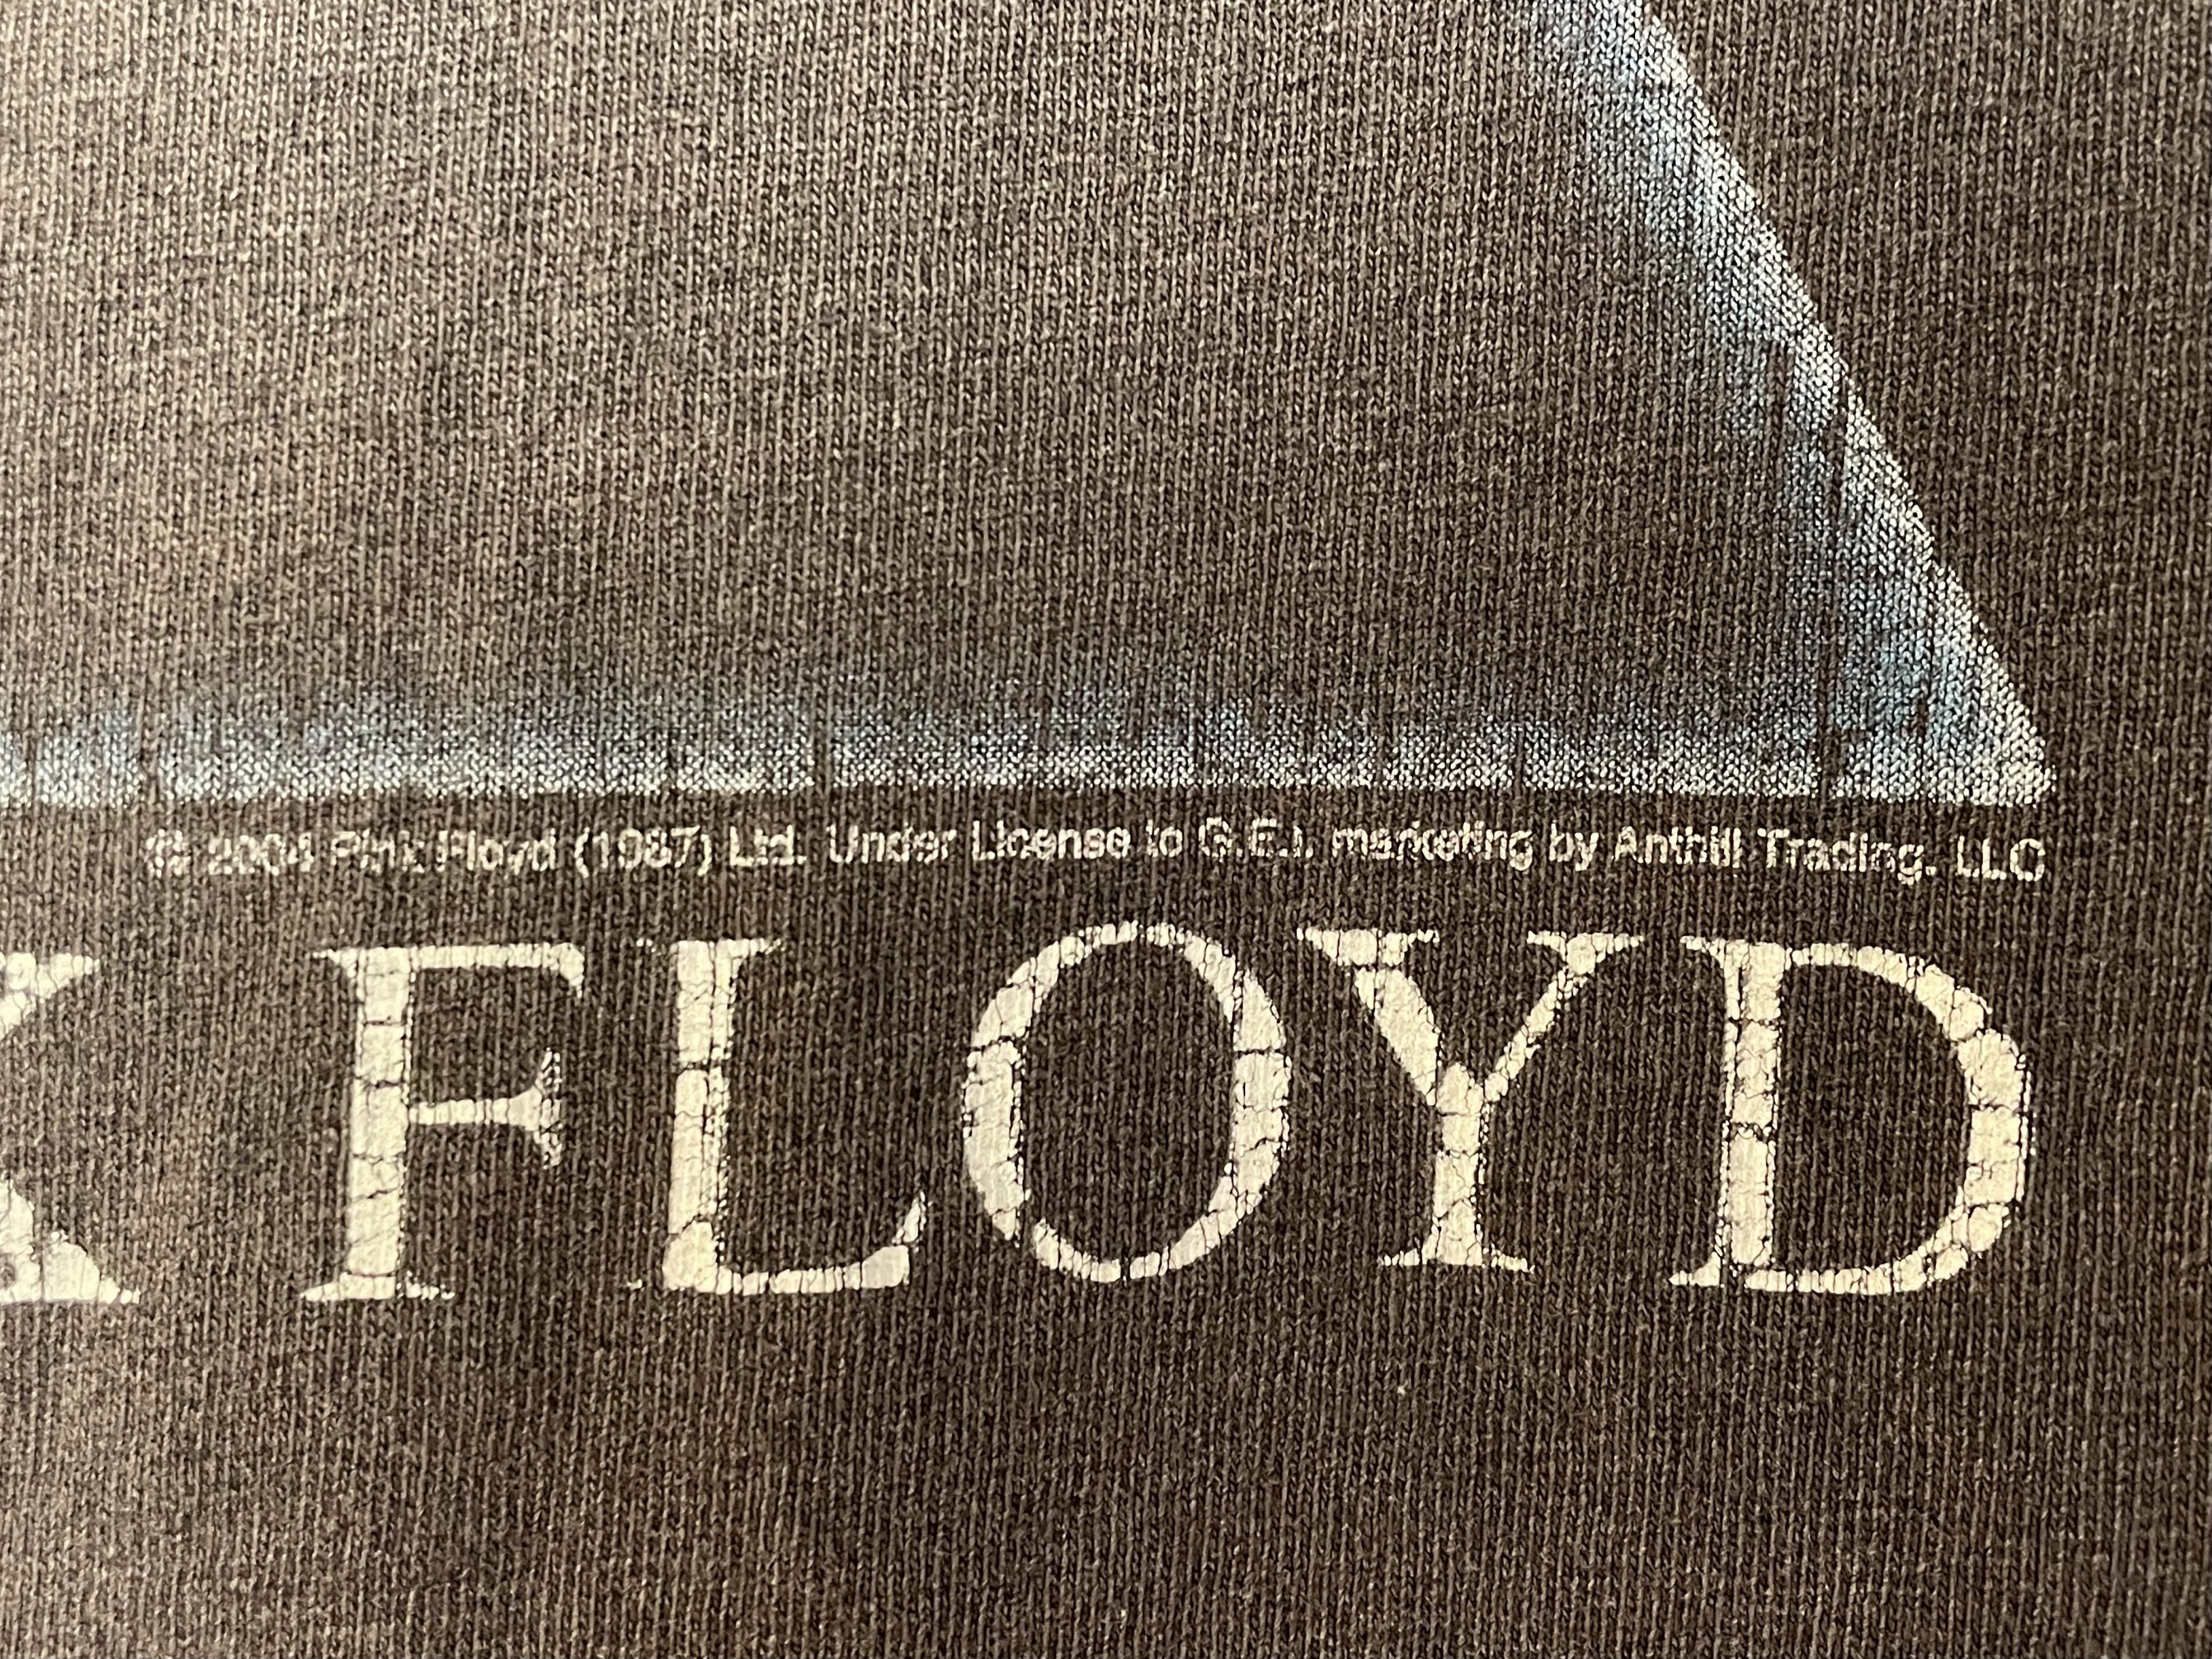 © 2004 Pink Floyd (1987) Ltd. Under License to G.E.I. marketing by Anthill Trading, LLC
K FLOYD